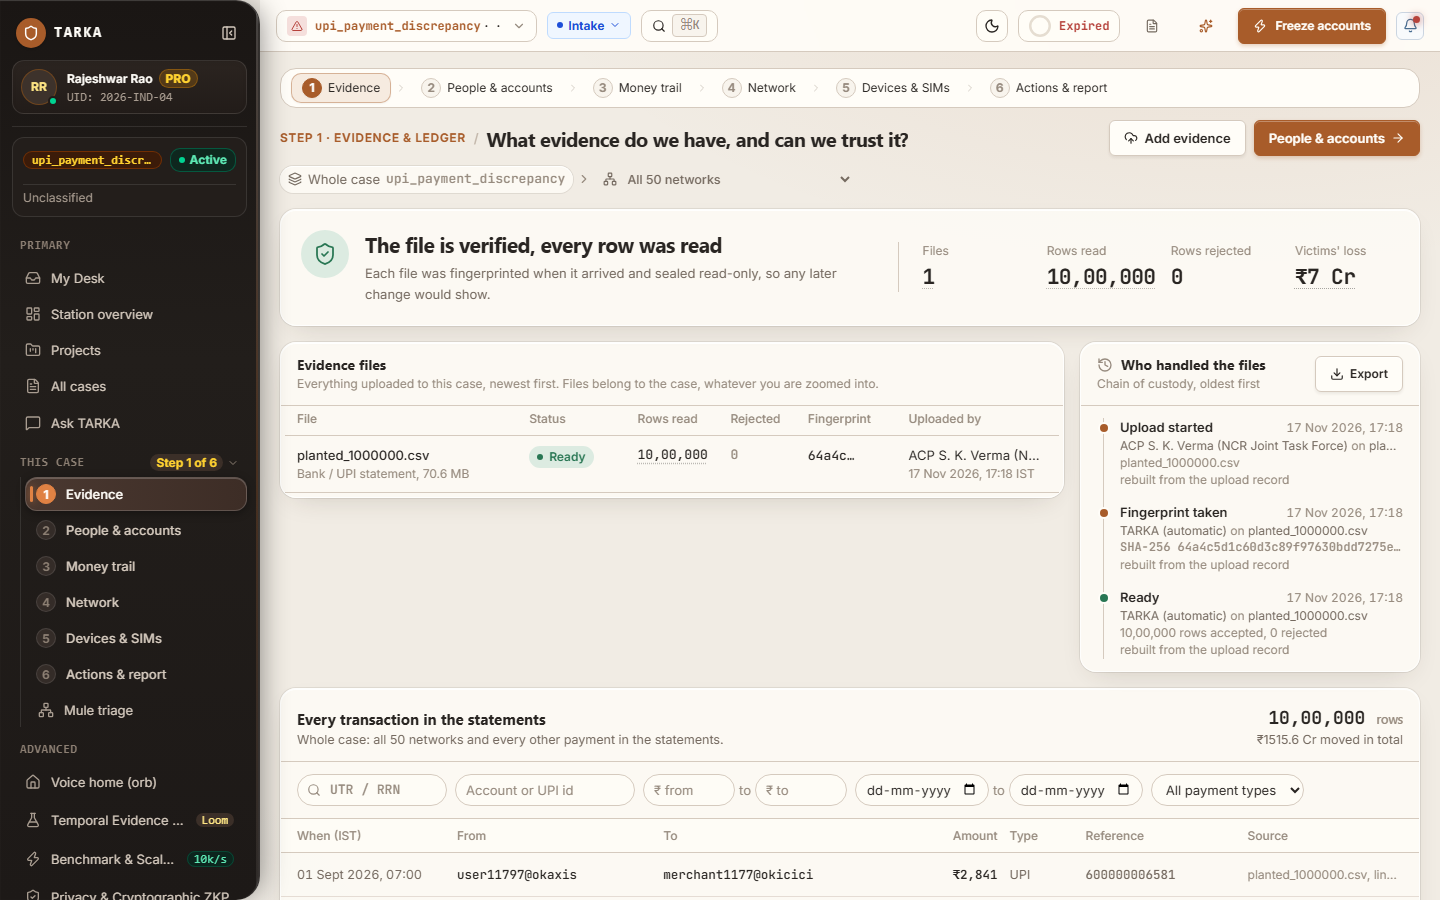 TARKA
RR
Rajeshwar Rao PRO
UID: 2026-IND-04
upi_payment_discr… Active
Unclassified
PRIMARY
My Desk
Station overview
Projects
All cases
Ask TARKA
THIS CASE Step 1 of 6
1 Evidence
2 People & accounts
3 Money trail
4 Network
5 Devices & SIMs
6 Actions & report
Mule triage
ADVANCED
Voice home (orb)
Temporal Evidence ... Loom
Benchmark & Scal... 10k/s
Privacy & Cryptographic ZKP
upi_payment_discrepancy · · Intake ⌘K Expired Freeze accounts
1 Evidence 2 People & accounts 3 Money trail 4 Network 5 Devices & SIMs 6 Actions & report
STEP 1 · EVIDENCE & LEDGER / What evidence do we have, and can we trust it? Add evidence People & accounts →
Whole case upi_payment_discrepancy > All 50 networks
The file is verified, every row was read
Each file was fingerprinted when it arrived and sealed read-only, so any later
change would show.
Files Rows read Rows rejected Victims' loss
1 10,00,000 0 ₹7 Cr
Evidence files
Everything uploaded to this case, newest first. Files belong to the case, whatever you are zoomed into.
File Status Rows read Rejected Fingerprint Uploaded by
planted_1000000.csv Ready 10,00,000 0 64a4c… ACP S. K. Verma (N...
Bank / UPI statement, 70.6 MB 17 Nov 2026, 17:18 IST
Who handled the files Export
Chain of custody, oldest first
Upload started 17 Nov 2026, 17:18
ACP S. K. Verma (NCR Joint Task Force) on pla...
planted_1000000.csv
rebuilt from the upload record
Fingerprint taken 17 Nov 2026, 17:18
TARKA (automatic) on planted_1000000.csv
SHA-256 64a4c5d1c60d3c89f97630bdd7275e…
rebuilt from the upload record
Ready 17 Nov 2026, 17:18
TARKA (automatic) on planted_1000000.csv
10,00,000 rows accepted, 0 rejected
rebuilt from the upload record
Every transaction in the statements 10,00,000 rows
Whole case: all 50 networks and every other payment in the statements. ₹1515.6 Cr moved in total
UTR / RRN Account or UPI id ₹ from to ₹ to dd-mm-yyyy to dd-mm-yyyy All payment types
When (IST) From To Amount Type Reference Source
01 Sept 2026, 07:00 user11797@okaxis merchant1177@okicici ₹2,841 UPI 600000006581 planted_1000000.csv, lin...